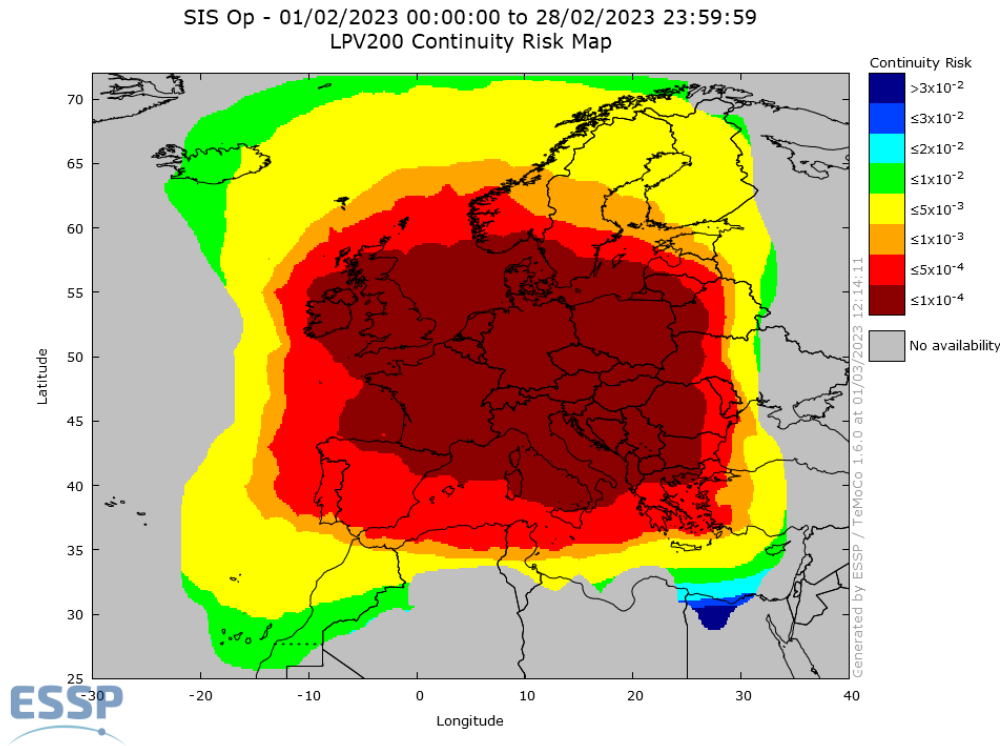 SIS Op - 01/02/2023 00:00:00 to 28/02/2023 23:59:59
LPV200 Continuity Risk Map
Continuity Risk
>3x10⁻²
≤3x10⁻²
≤2x10⁻²
≤1x10⁻²
≤5x10⁻³
≤1x10⁻³
≤5x10⁻⁴
≤1x10⁻⁴
No availability
Latitude
70
65
60
55
50
45
40
35
30
25
-30
-20
-10
0
10
20
30
40
Longitude
Generated by ESSP / TeMoCo 1.6.0 at 01/03/2023 12:14:11
ESSP